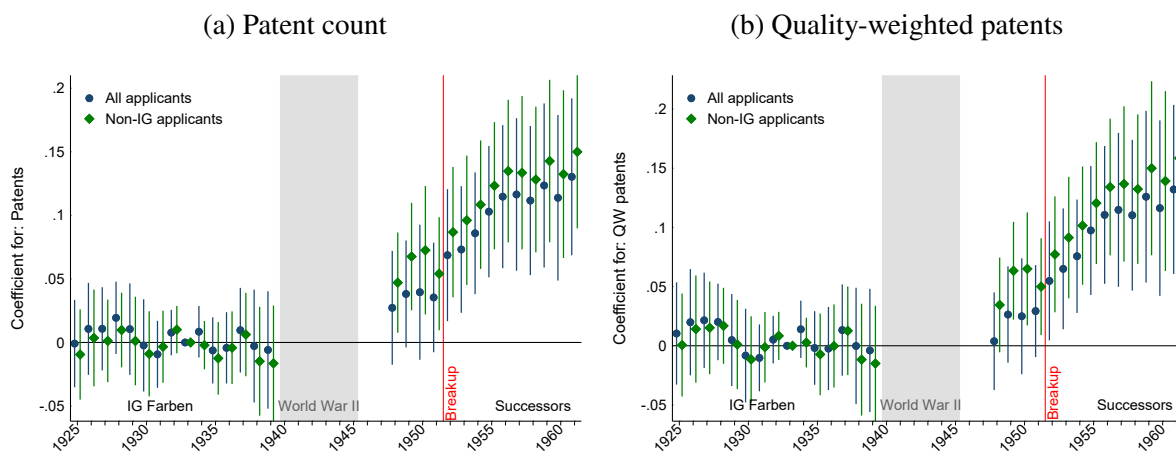 (a) Patent count
Coefficient for: Patents
.2
.15
.1
.05
0
-.05
All applicants
Non-IG applicants
IG Farben
World War II
Breakup
Successors
1925
1930
1935
1940
1945
1950
1955
1960
(b) Quality-weighted patents
Coefficient for: QW patents
.2
.15
.1
.05
0
-.05
All applicants
Non-IG applicants
IG Farben
World War II
Breakup
Successors
1925
1930
1935
1940
1945
1950
1955
1960